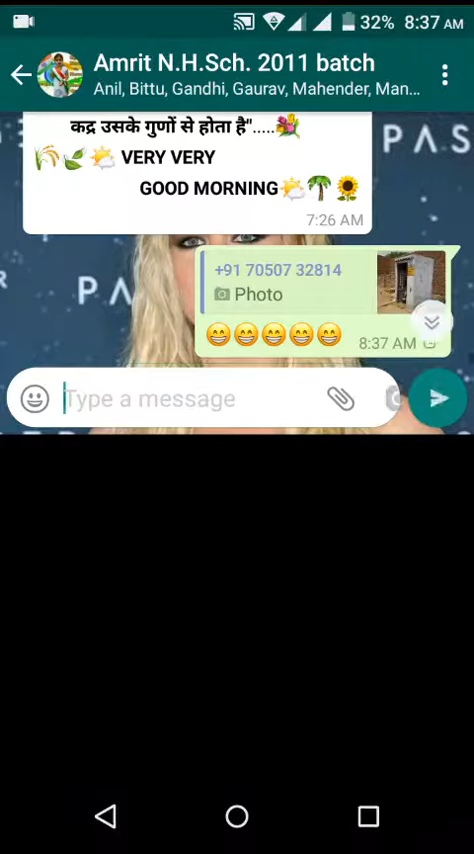 32% 8:37 AM
Amrit N.H.Sch. 2011 batch
Anil, Bittu, Gandhi, Gaurav, Mahender, Man...
कद्र उसके गुणों से होता है".....💐
🌾🌿🌤️ VERY VERY
GOOD MORNING🌤️🌴🌻
7:26 AM
PAS
PA
+91 70507 32814
Photo
😁😁😁😁😁 8:37 AM
Type a message